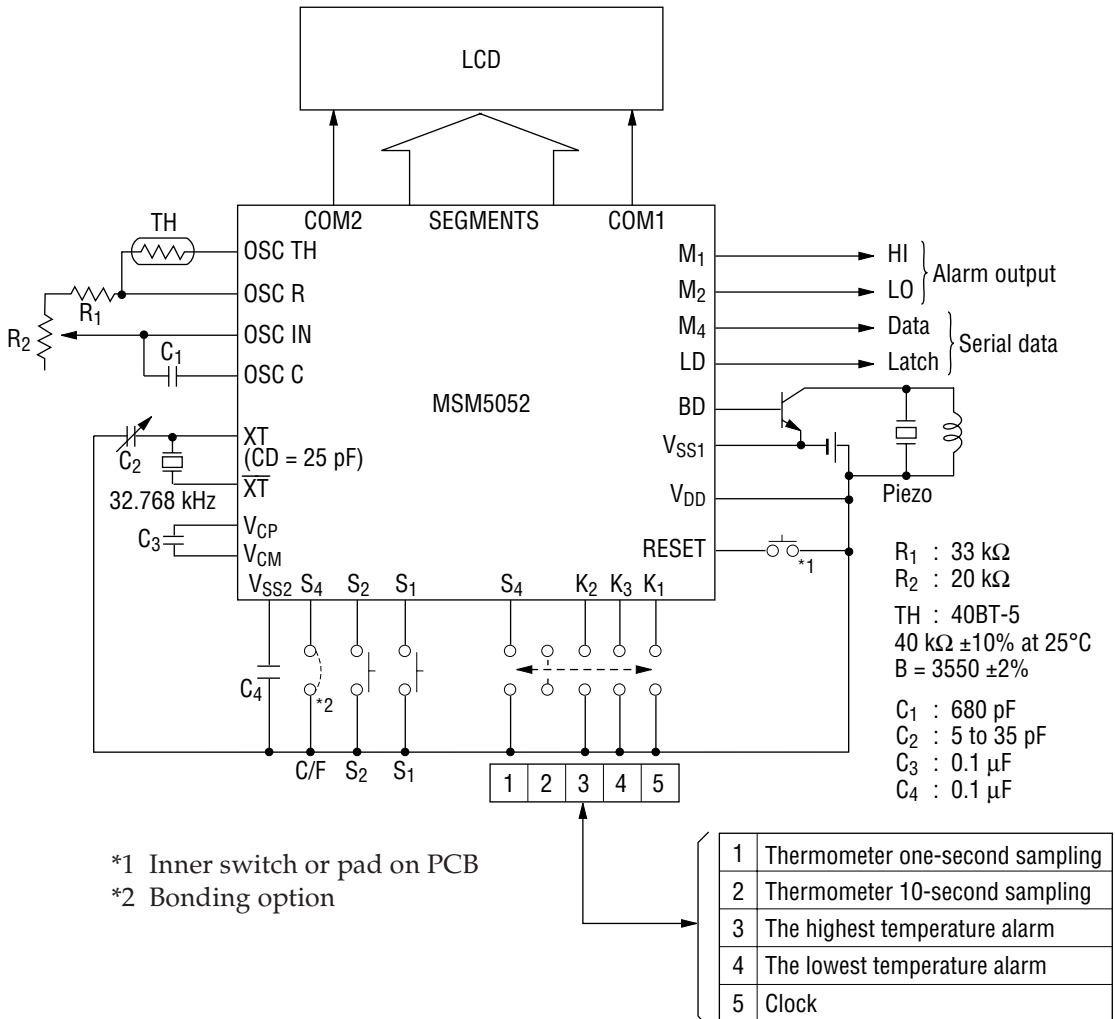 LCD
COM2 SEGMENTS COM1
TH
OSC TH
OSC R
R1
R2
OSC IN
C1
OSC C
MSM5052
XT
(CD = 25 pF)
C2
X̅T̅
32.768 kHz
VCP
C3
VCM
VSS2 S4 S2 S1 S4 K2 K3 K1
M1 HI
M2 LO
Alarm output
M4 Data
LD Latch
Serial data
BD
VSS1
VDD
Piezo
RESET
*1
C4
*2
C/F S2 S1
1 2 3 4 5
R1 : 33 kΩ
R2 : 20 kΩ
TH : 40BT-5
40 kΩ ±10% at 25°C
B = 3550 ±2%
C1 : 680 pF
C2 : 5 to 35 pF
C3 : 0.1 μF
C4 : 0.1 μF
*1 Inner switch or pad on PCB
*2 Bonding option
1 Thermometer one-second sampling
2 Thermometer 10-second sampling
3 The highest temperature alarm
4 The lowest temperature alarm
5 Clock